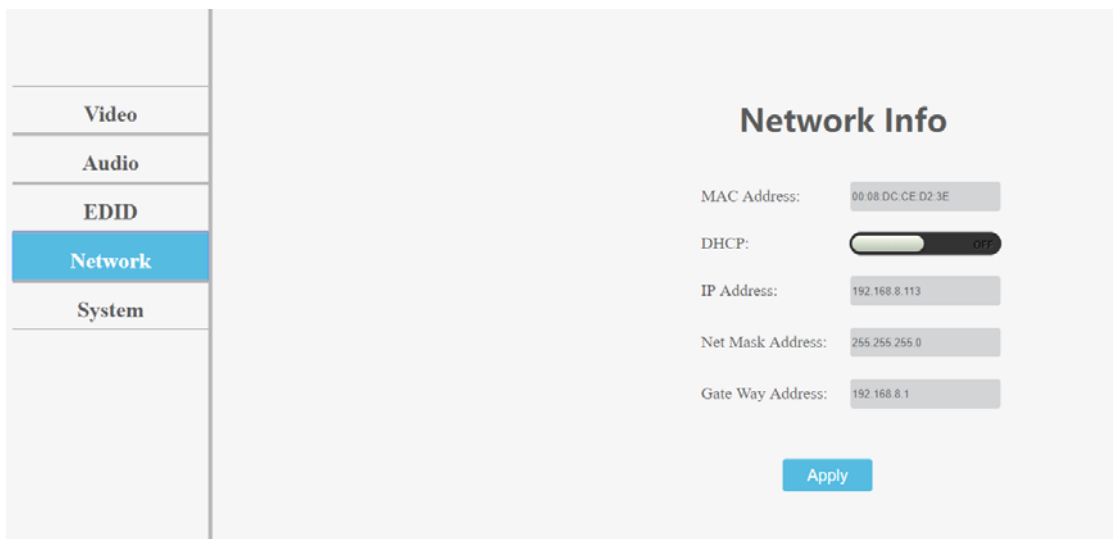 Video
Audio
EDID
Network
System
Network Info
MAC Address: 00:08:DC:CE:D2:3E
DHCP: OFF
IP Address: 192.168.8.113
Net Mask Address: 255.255.255.0
Gate Way Address: 192.168.8.1
Apply